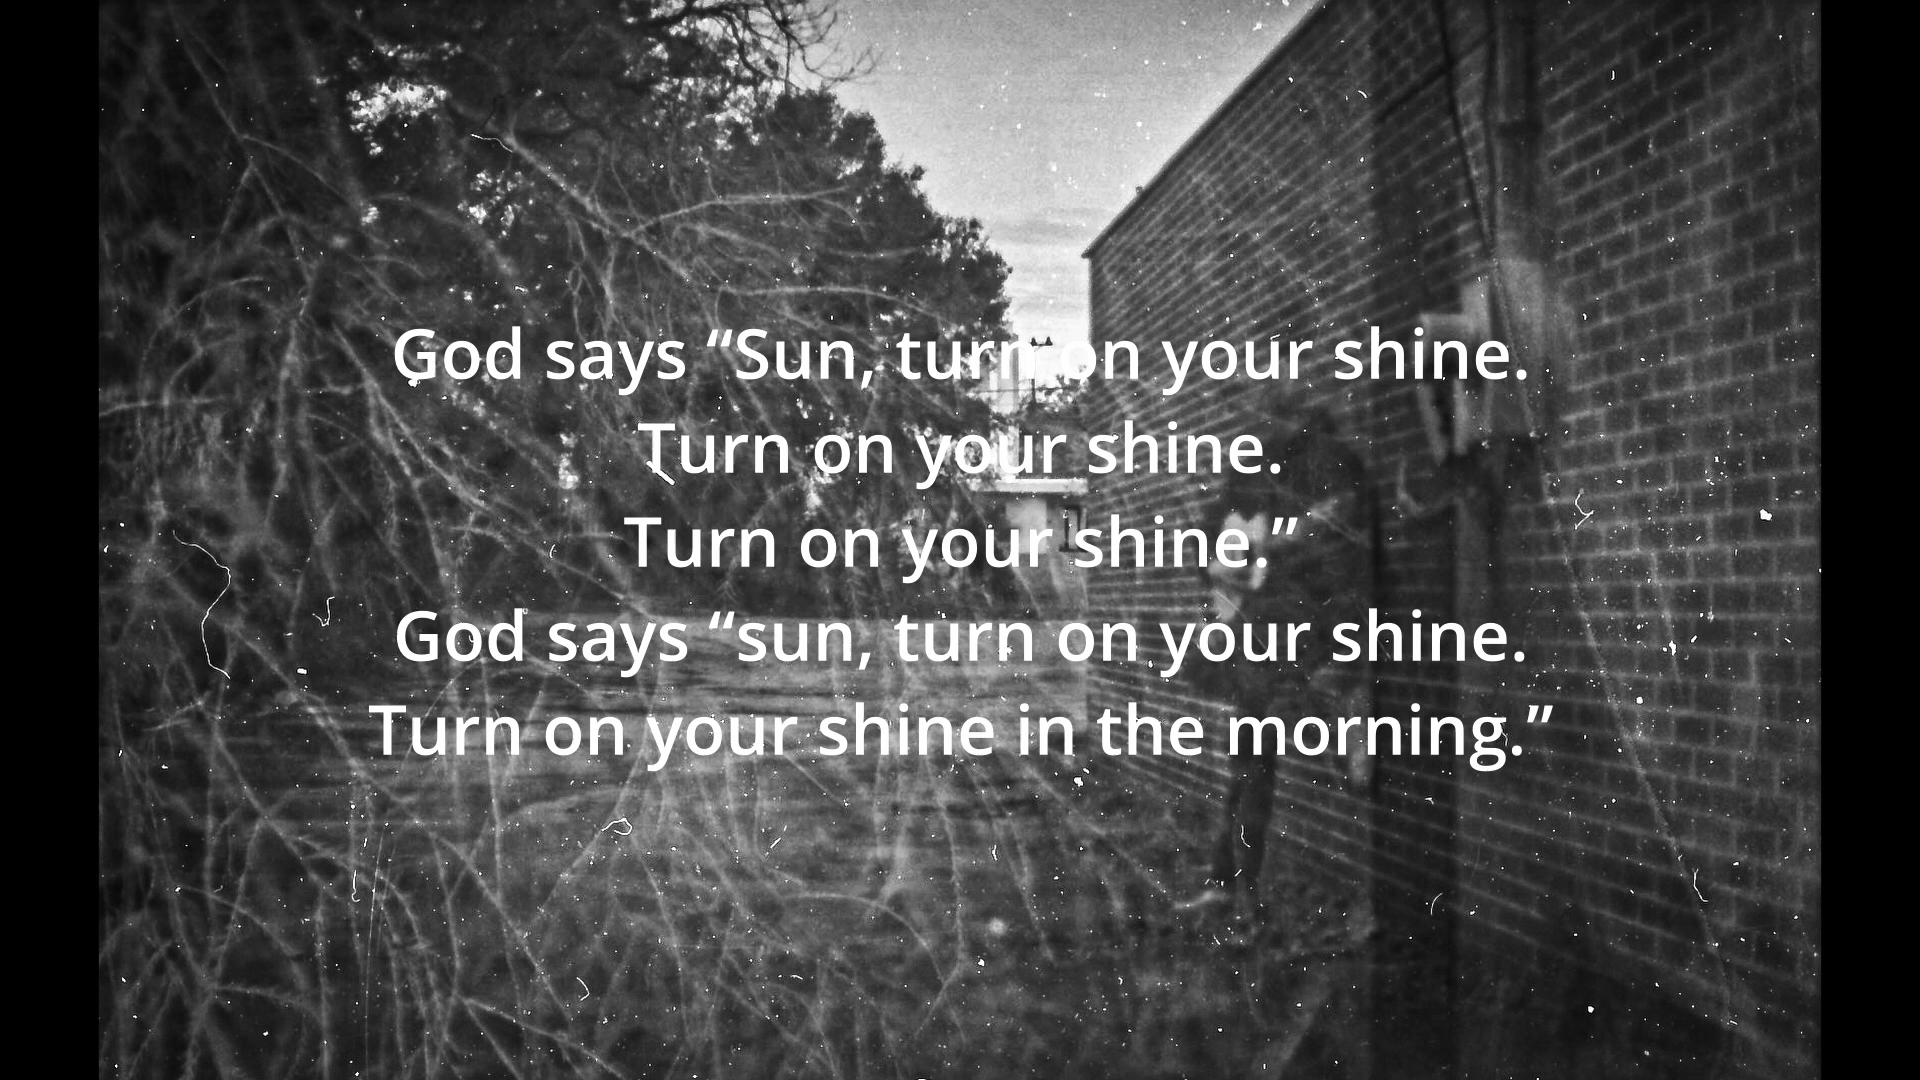 God says “Sun, turn on your shine.
Turn on your shine.
Turn on your shine.”
God says “sun, turn on your shine.
Turn on your shine in the morning.”